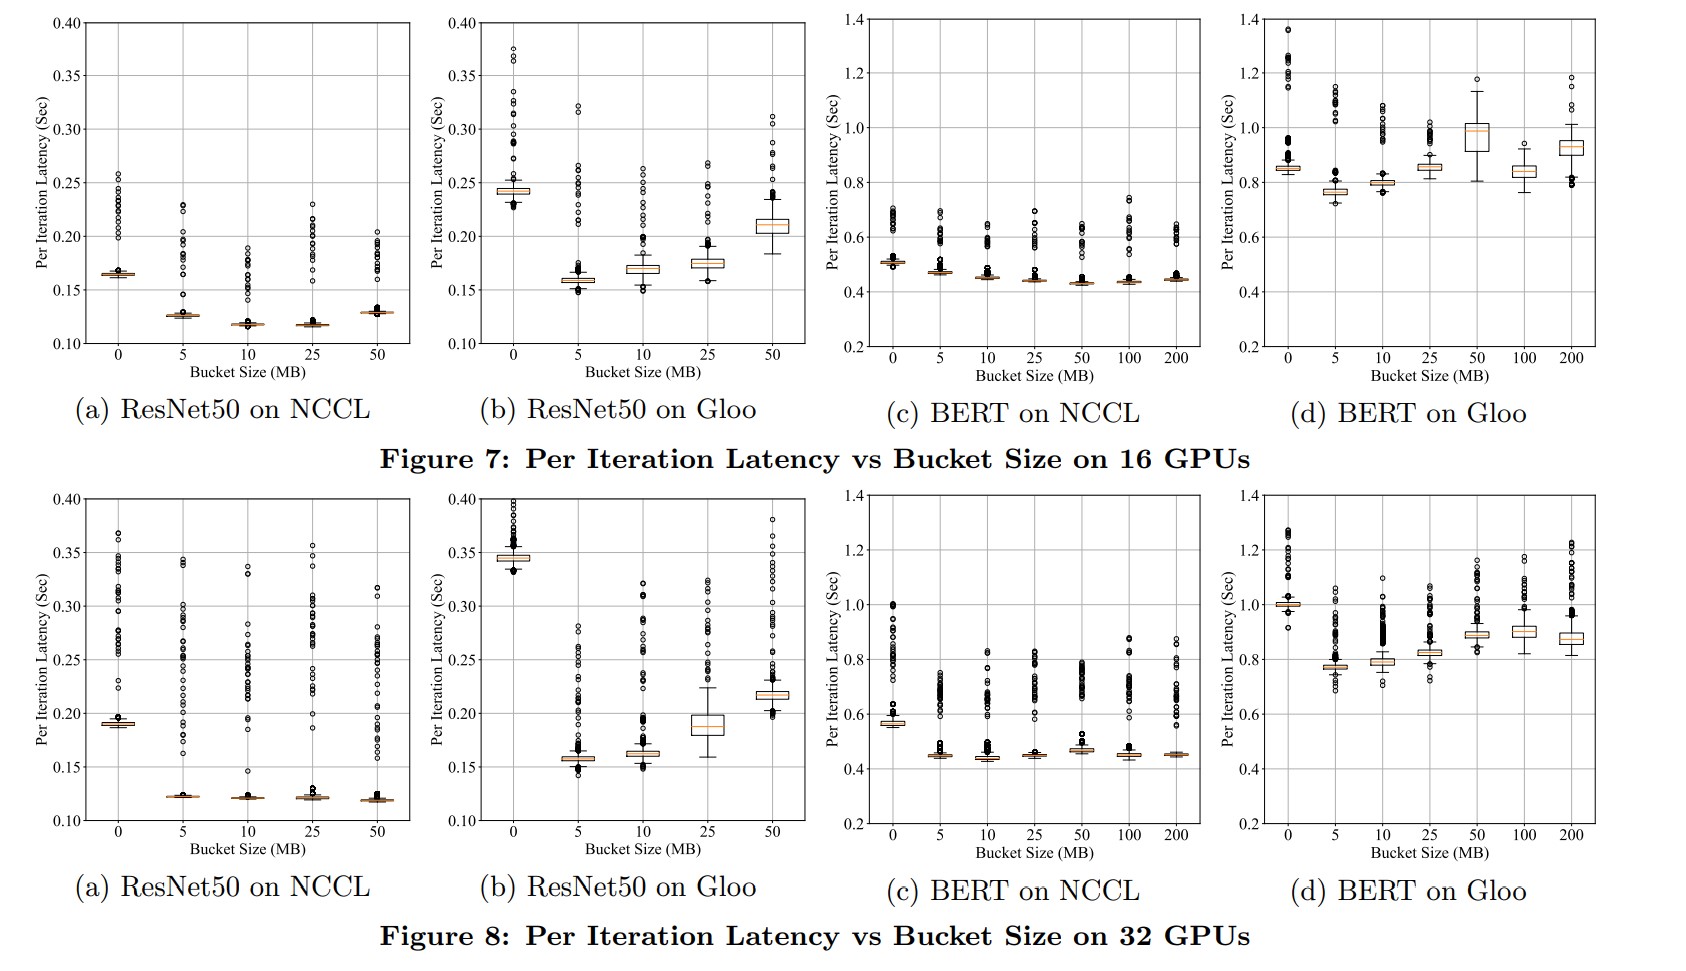 0.40
0.35
0.30
0.25
0.20
0.15
0.10
Per Iteration Latency (Sec)
0 5 10 25 50
Bucket Size (MB)
(a) ResNet50 on NCCL
0.40
0.35
0.30
0.25
0.20
0.15
0.10
Per Iteration Latency (Sec)
0 5 10 25 50
Bucket Size (MB)
(b) ResNet50 on Gloo
1.4
1.2
1.0
0.8
0.6
0.4
0.2
Per Iteration Latency (Sec)
0 5 10 25 50 100 200
Bucket Size (MB)
(c) BERT on NCCL
1.4
1.2
1.0
0.8
0.6
0.4
0.2
Per Iteration Latency (Sec)
0 5 10 25 50 100 200
Bucket Size (MB)
(d) BERT on Gloo
Figure 7: Per Iteration Latency vs Bucket Size on 16 GPUs
0.40
0.35
0.30
0.25
0.20
0.15
0.10
Per Iteration Latency (Sec)
0 5 10 25 50
Bucket Size (MB)
(a) ResNet50 on NCCL
0.40
0.35
0.30
0.25
0.20
0.15
0.10
Per Iteration Latency (Sec)
0 5 10 25 50
Bucket Size (MB)
(b) ResNet50 on Gloo
1.4
1.2
1.0
0.8
0.6
0.4
0.2
Per Iteration Latency (Sec)
0 5 10 25 50 100 200
Bucket Size (MB)
(c) BERT on NCCL
1.4
1.2
1.0
0.8
0.6
0.4
0.2
Per Iteration Latency (Sec)
0 5 10 25 50 100 200
Bucket Size (MB)
(d) BERT on Gloo
Figure 8: Per Iteration Latency vs Bucket Size on 32 GPUs